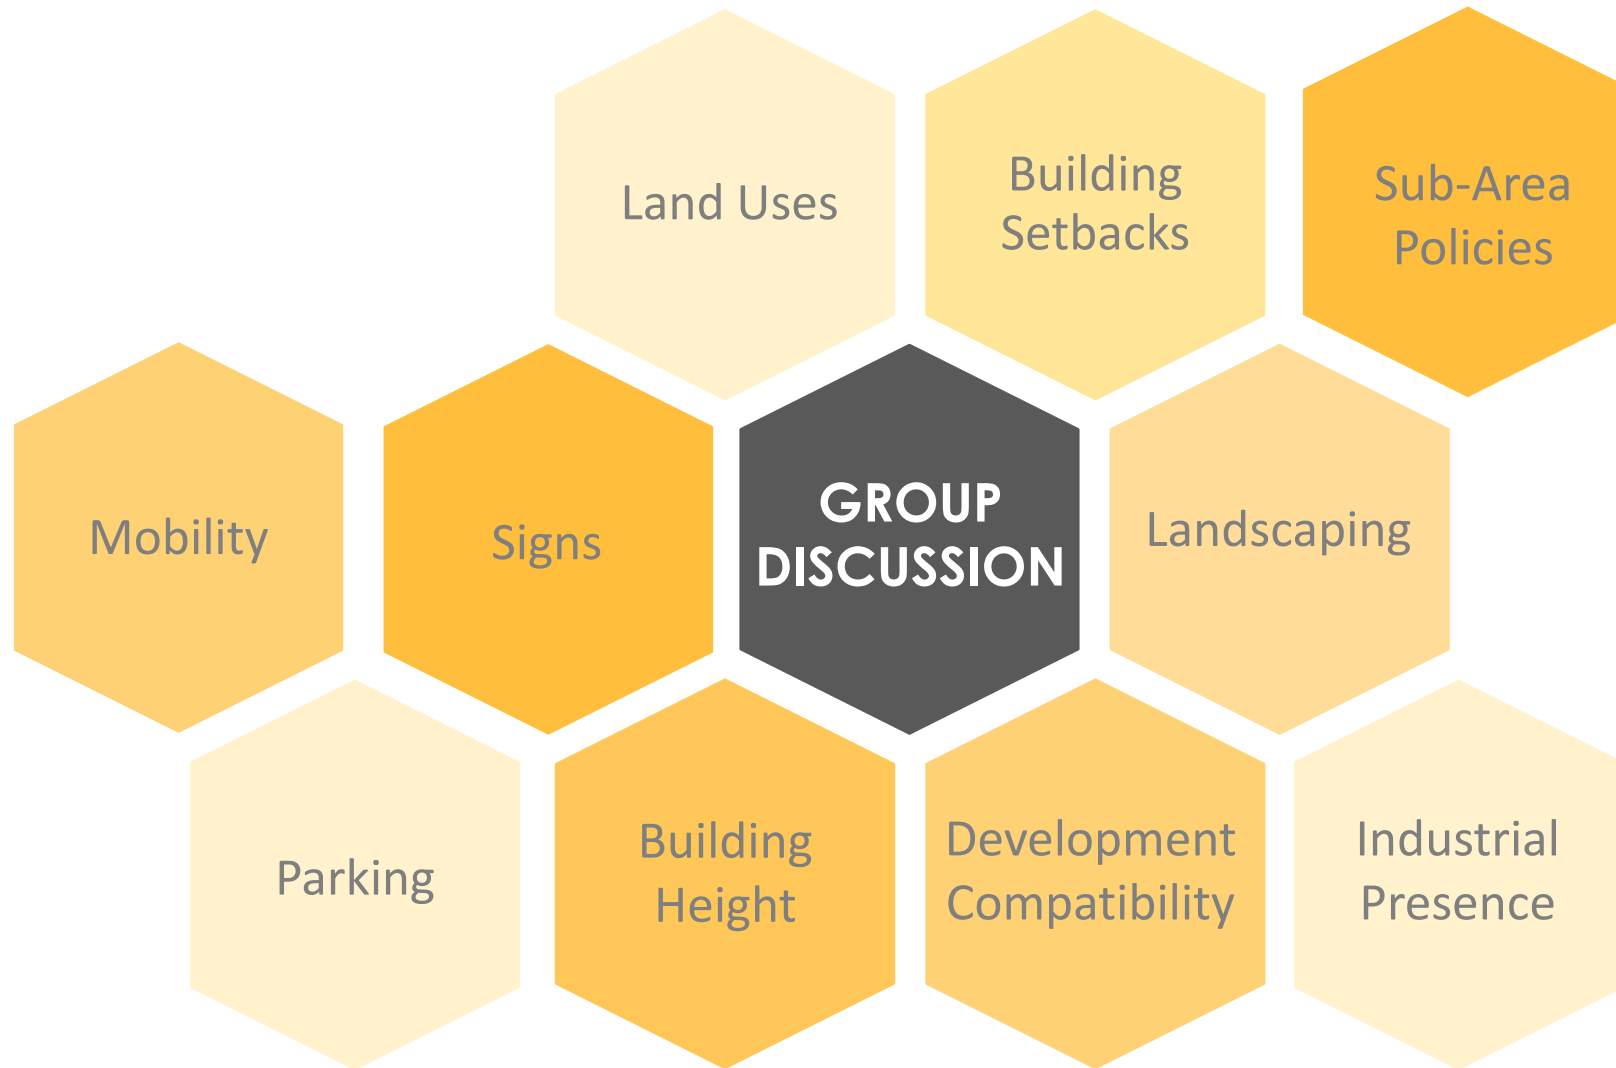 Land Uses
Building
Setbacks
Sub-Area
Policies
Mobility
Signs
GROUP
DISCUSSION
Landscaping
Parking
Building
Height
Development
Compatibility
Industrial
Presence